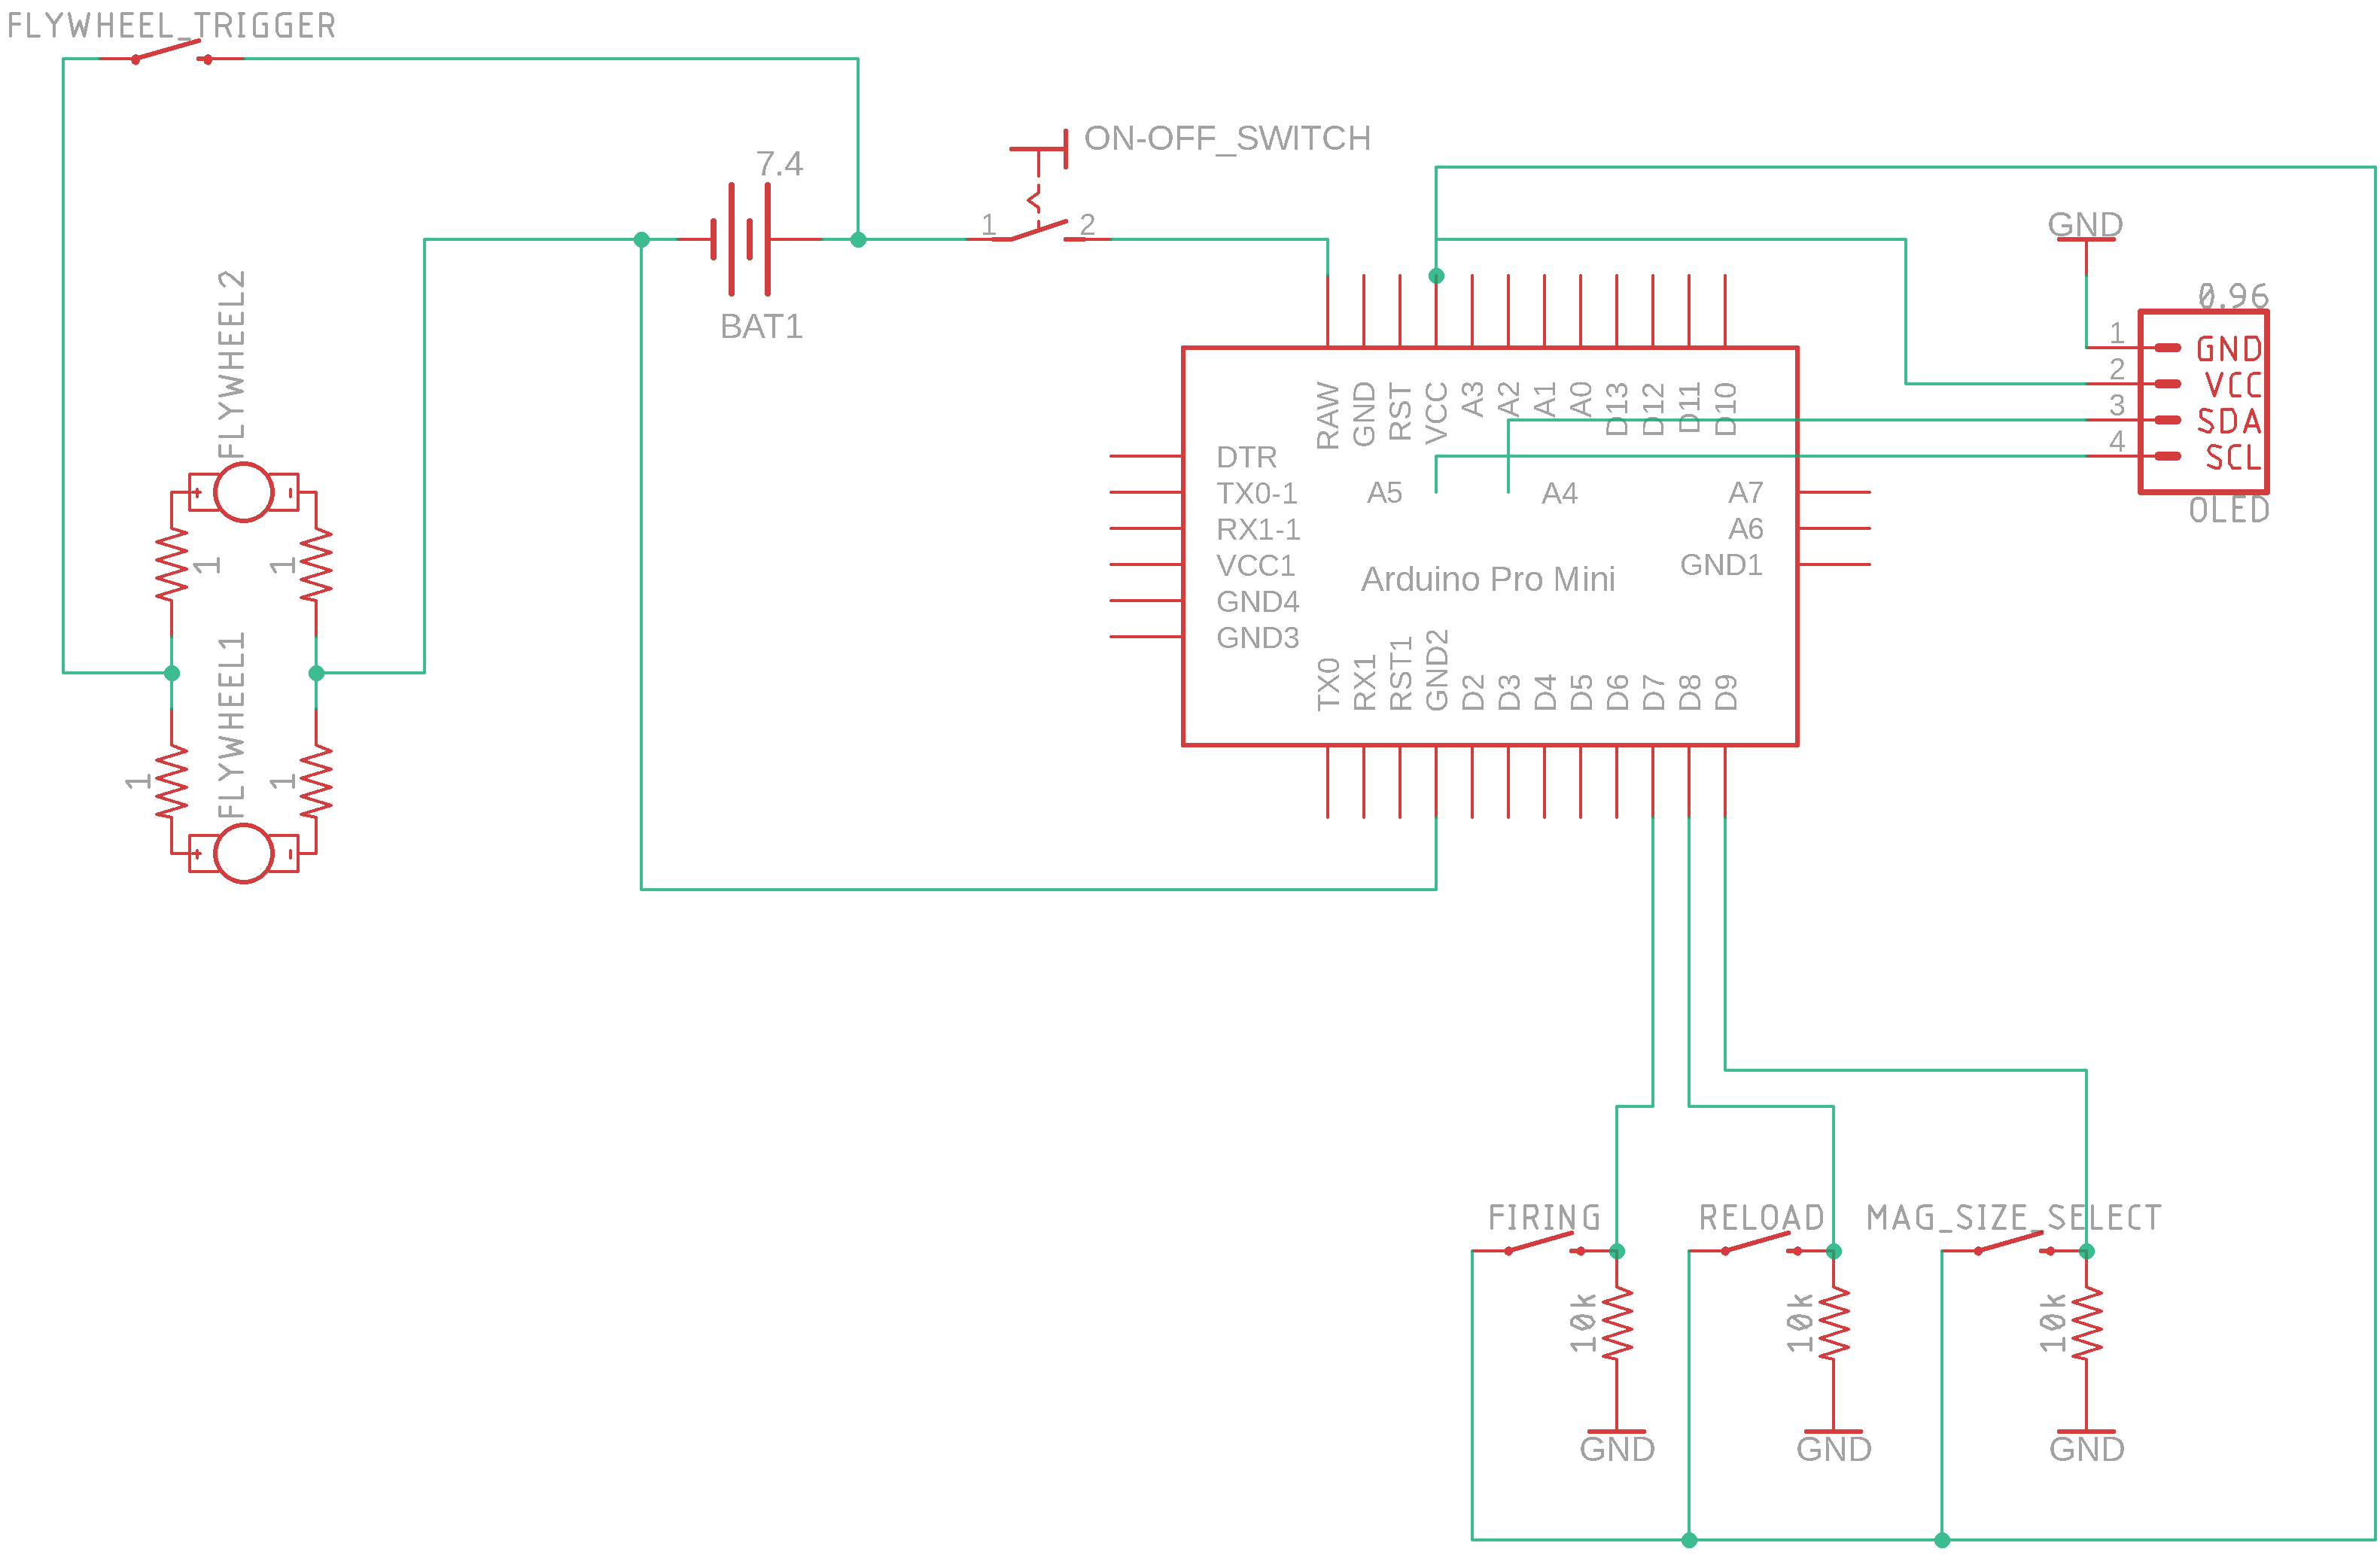 FLYWHEEL_TRIGGER
ON-OFF_SWITCH
7.4
1
2
BAT1
GND
0.96
1
GND
2
VCC
3
SDA
4
SCL
OLED
FLYWHEEL2
+
-
1
1
FLYWHEEL1
1
1
+
-
RAW
GND
RST
VCC
A3
A2
A1
A0
D13
D12
D11
D10
DTR
TX0-1
RX1-1
VCC1
GND4
GND3
A5
A4
A7
A6
GND1
Arduino Pro Mini
TX0
RX1
RST1
GND2
D2
D3
D4
D5
D6
D7
D8
D9
FIRING
RELOAD
MAG_SIZE_SELECT
10k
10k
10k
GND
GND
GND